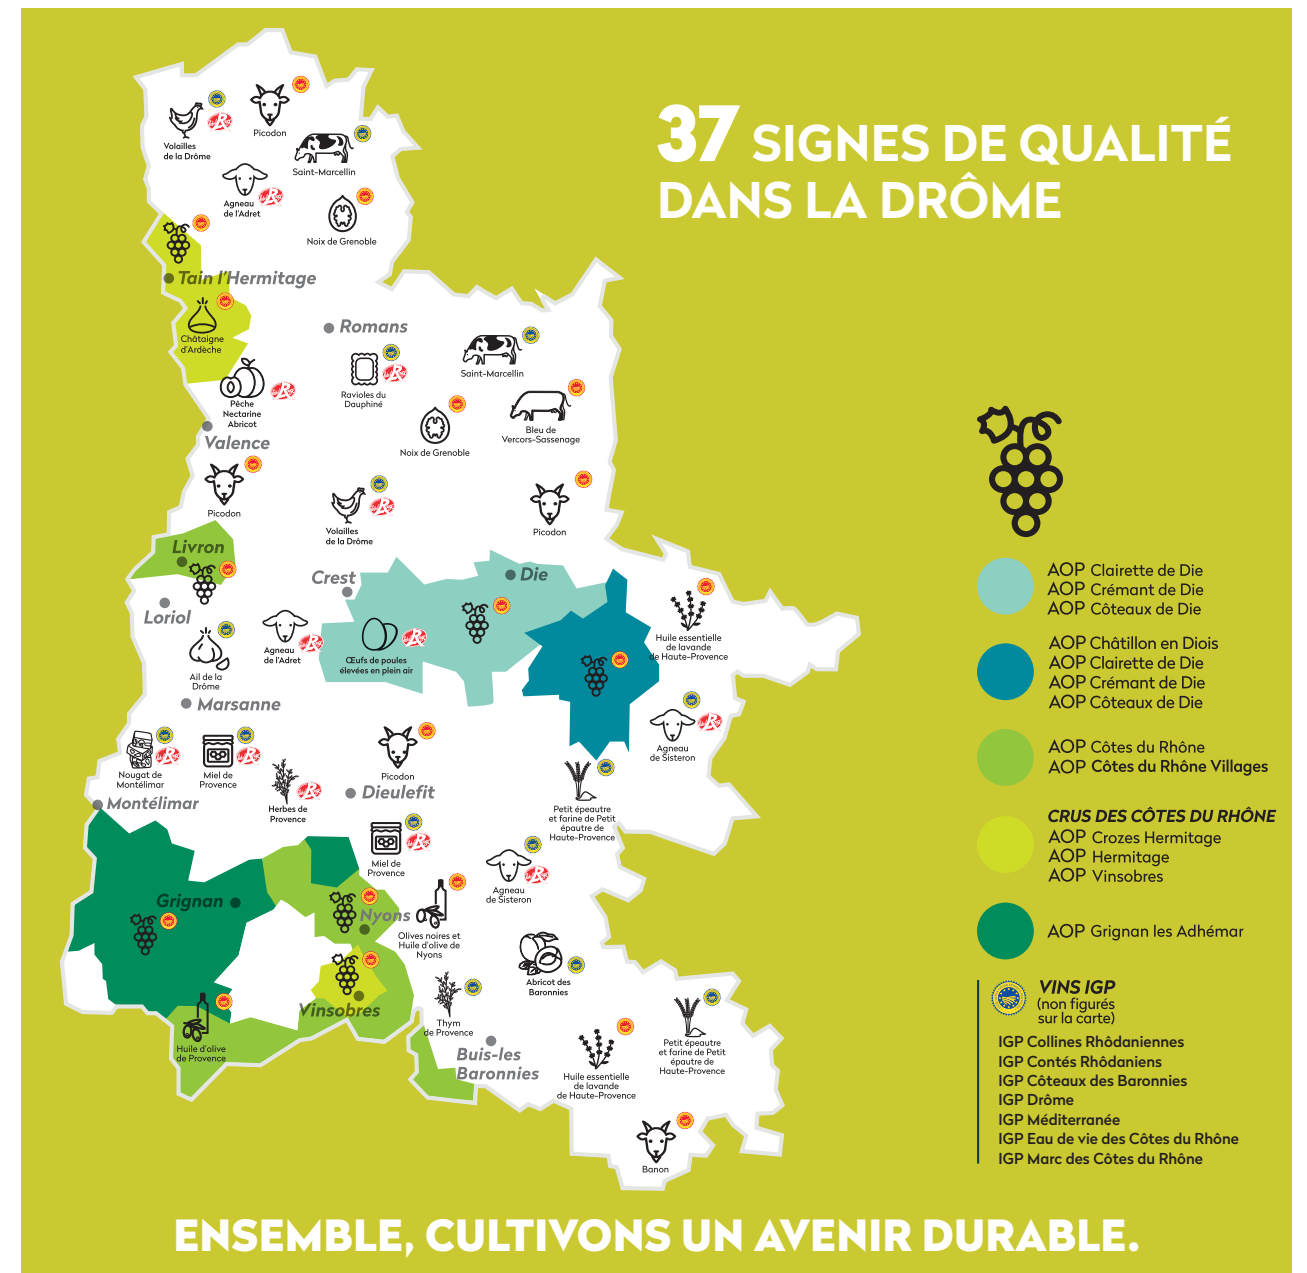 37 SIGNES DE QUALITÉ
DANS LA DRÔME
Volailles
de la Drôme
Picodon
Saint-Marcellin
Agneau
de l'Adret
Noix de Grenoble
Tain l'Hermitage
Châtaigne
d'Ardèche
Romans
Saint-Marcellin
Ravioles du
Dauphiné
Pêche
Nectarine
Abricot
Bleu de
Vercors-Sassenage
Noix de Grenoble
Valence
Picodon
Volailles
de la Drôme
Picodon
Livron
Crest
Die
Loriol
Agneau
de l'Adret
Œufs de poules
élevées en plein air
Huile essentielle
de lavande
de Haute-Provence
Ail de la
Drôme
Marsanne
Agneau
de Sisteron
Nougat de
Montélimar
Miel de
Provence
Picodon
Herbes de
Provence
Dieulefit
Montélimar
Petit épeautre
et farine de Petit
épautre de
Haute-Provence
Miel de
Provence
Agneau
de Sisteron
Grignan
Nyons
Olives noires et
Huile d'olive de
Nyons
Abricot des
Baronnies
Vinsobres
Thym
de Provence
Huile d'olive
de Provence
Buis-les
Baronnies
Petit épeautre
et farine de Petit
épautre de
Haute-Provence
Huile essentielle
de lavande
de Haute-Provence
Banon
AOP Clairette de Die
AOP Crémant de Die
AOP Côteaux de Die
AOP Châtillon en Diois
AOP Clairette de Die
AOP Crémant de Die
AOP Côteaux de Die
AOP Côtes du Rhône
AOP Côtes du Rhône Villages
CRUS DES CÔTES DU RHÔNE
AOP Crozes Hermitage
AOP Hermitage
AOP Vinsobres
AOP Grignan les Adhémar
VINS IGP
(non figurés
sur la carte)
IGP Collines Rhôdaniennes
IGP Contés Rhôdaniens
IGP Côteaux des Baronnies
IGP Drôme
IGP Méditerranée
IGP Eau de vie des Côtes du Rhône
IGP Marc des Côtes du Rhône
ENSEMBLE, CULTIVONS UN AVENIR DURABLE.